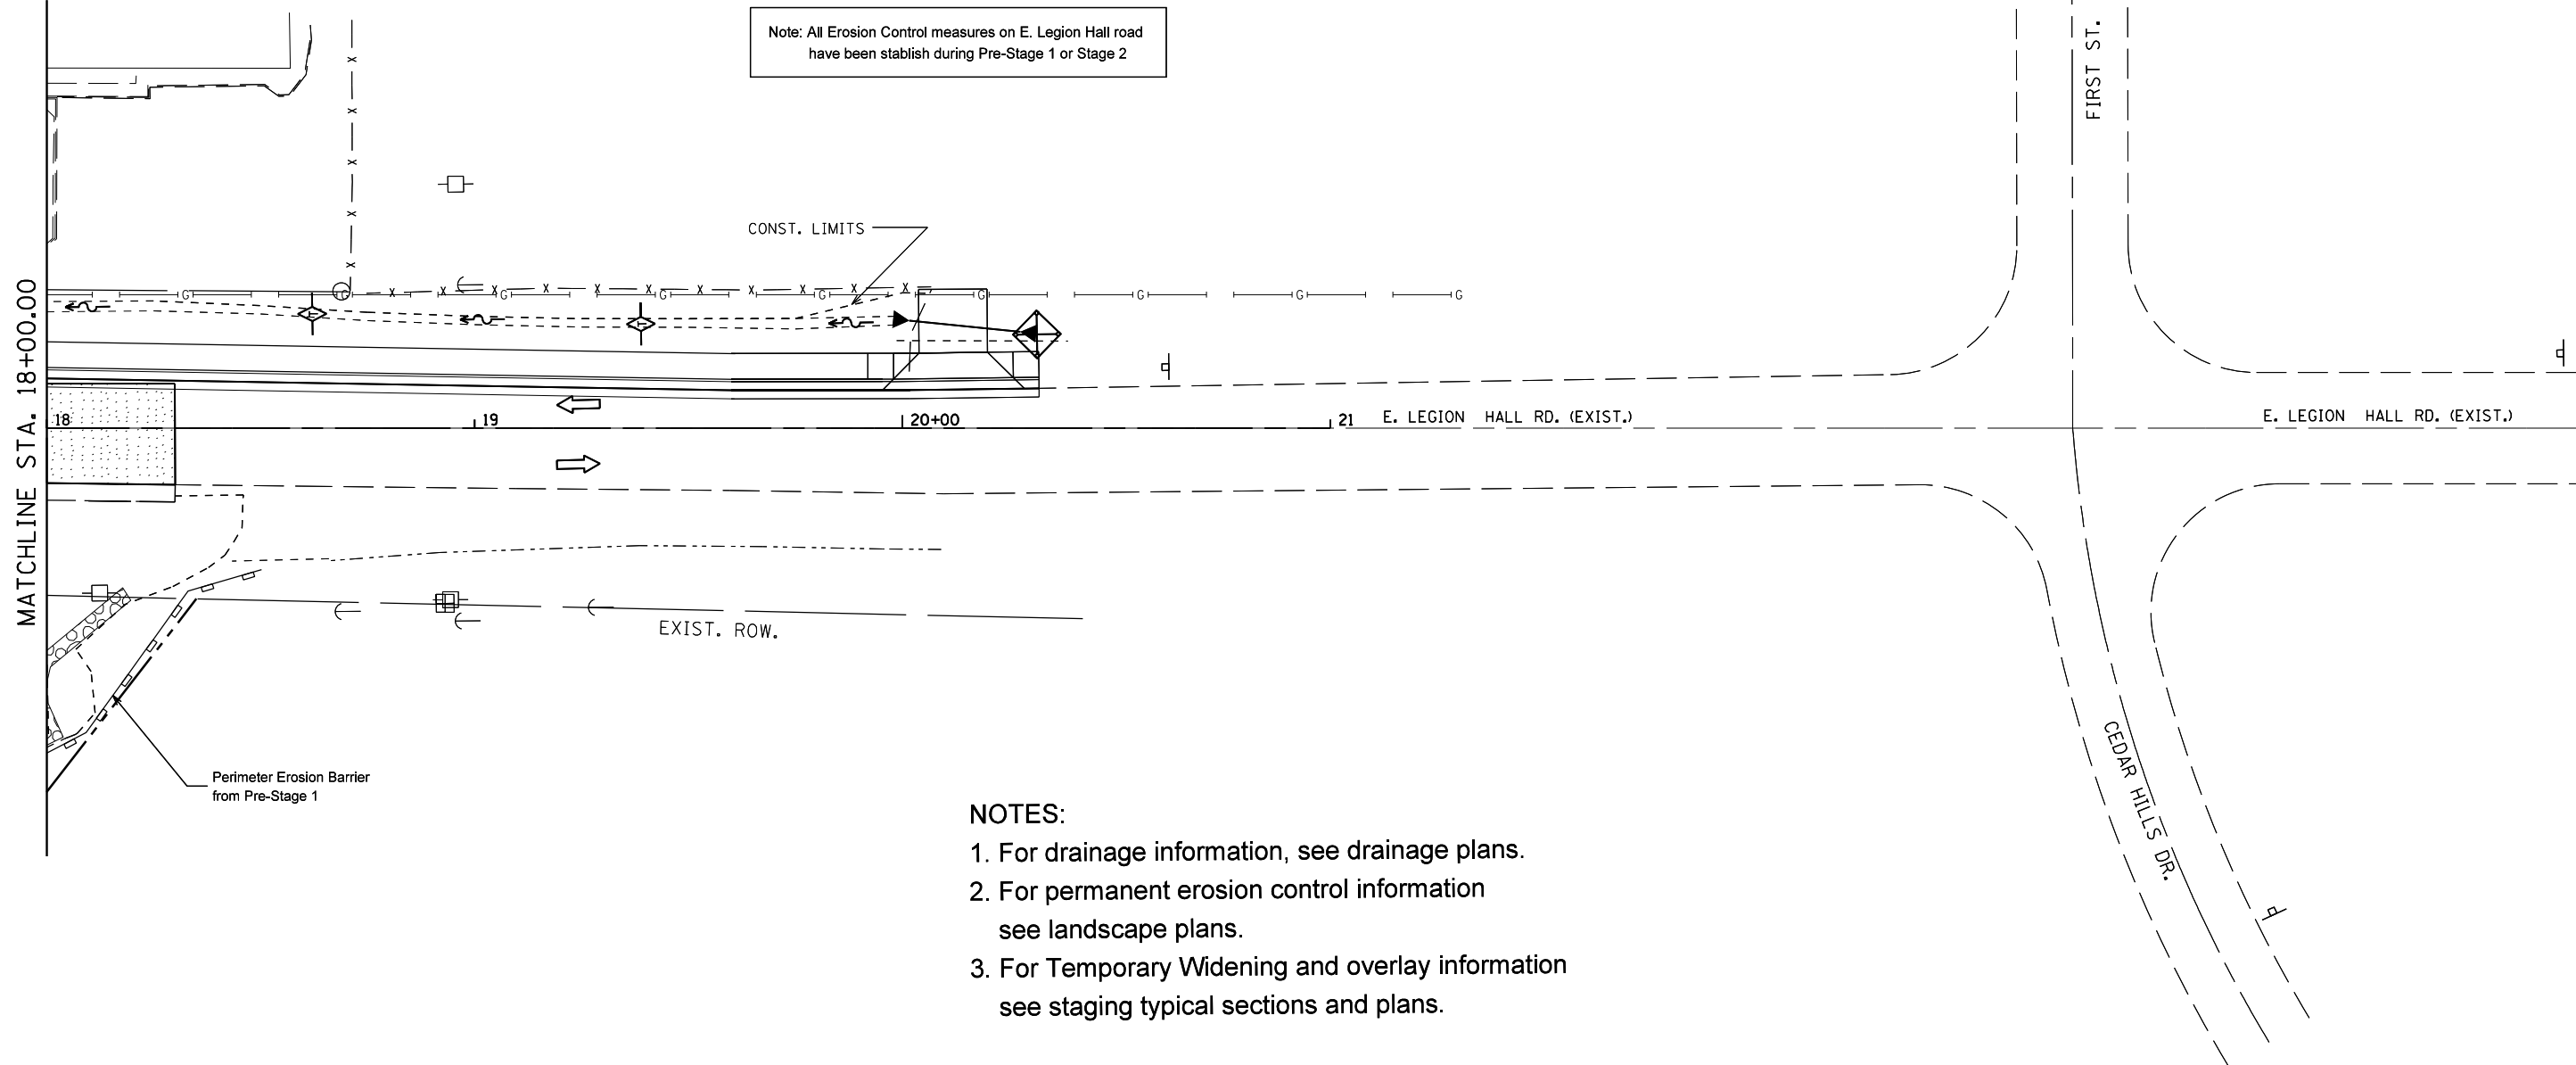 Note: All Erosion Control measures on E. Legion Hall road
have been stablish during Pre-Stage 1 or Stage 2
FIRST ST.
CONST. LIMITS
x
x
x
x
x
x x x x x x x x x x x
G G G G G G G G G
T
T
MATCHLINE STA. 18+00.00
18
19
20+00
21
E. LEGION HALL RD. (EXIST.)
E. LEGION HALL RD. (EXIST.)
EXIST. ROW.
Perimeter Erosion Barrier
from Pre-Stage 1
CEDAR HILLS DR.
NOTES:
1. For drainage information, see drainage plans.
2. For permanent erosion control information
see landscape plans.
3. For Temporary Widening and overlay information
see staging typical sections and plans.